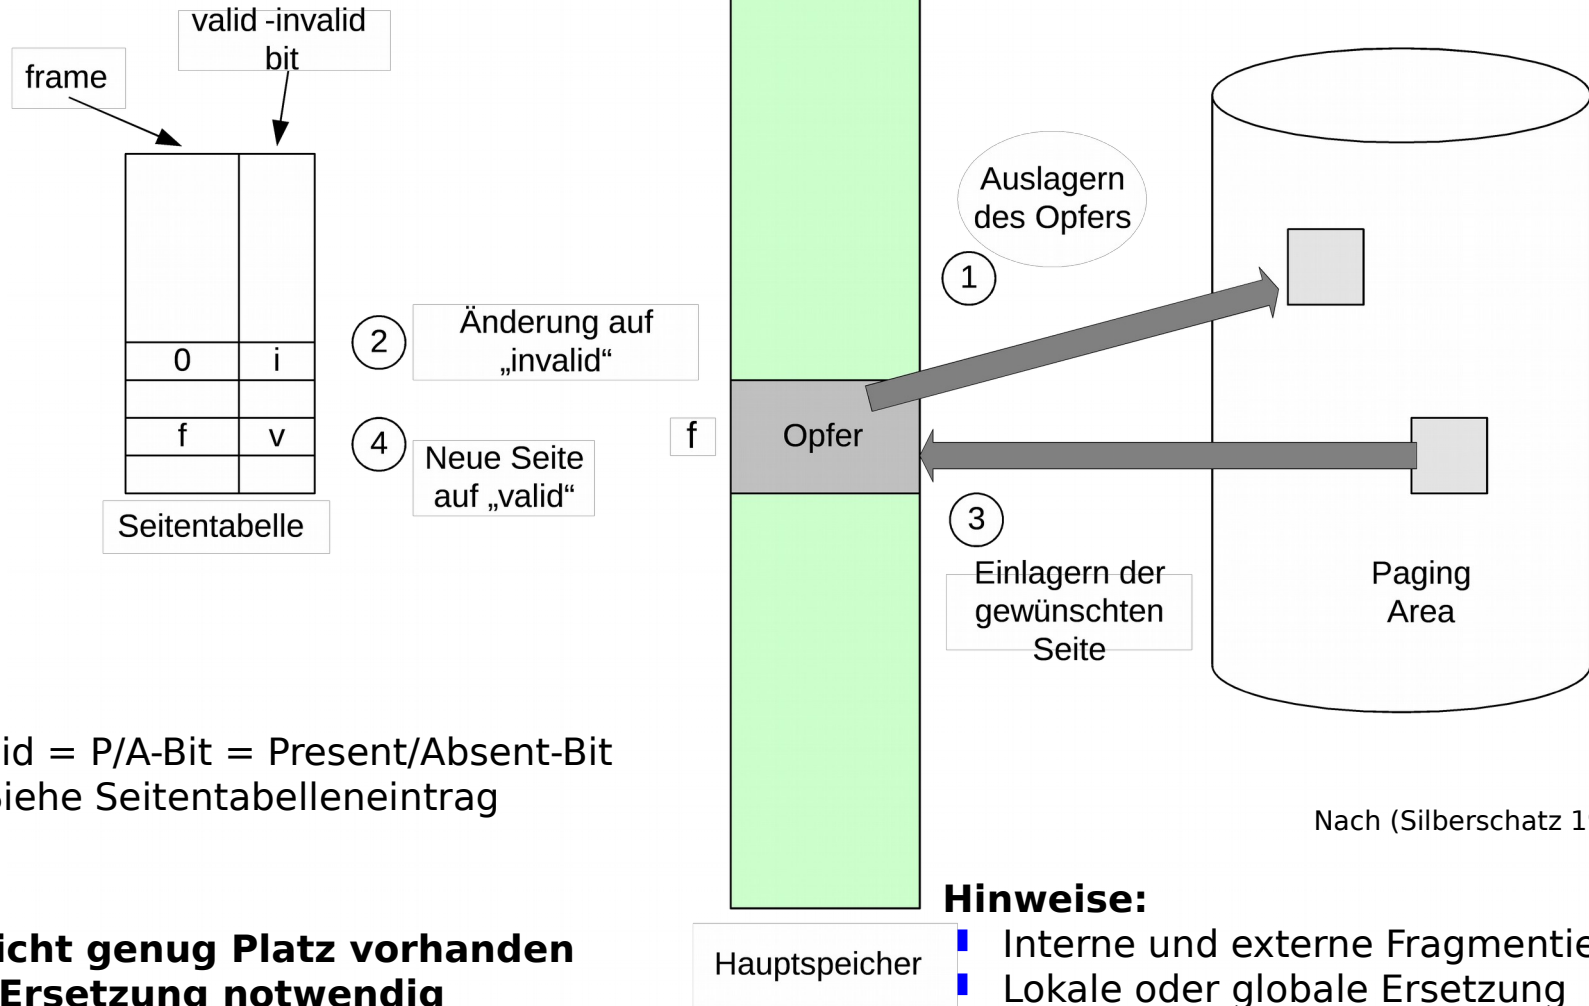 valid -invalid
bit
frame
Auslagern
des Opfers
1
2
Änderung auf
„invalid“
0 i
f v
4
Neue Seite
auf „valid“
f
Opfer
Seitentabelle
3
Einlagern der
gewünschten
Seite
Paging
Area
= P/A-Bit = Present/Absent-Bit
Seitentabelleneintrag
Nach (Silberschatz
Hinweise:
genug Platz vorhanden
Ersetzung notwendig
Hauptspeicher
Interne und externe
Lokale oder globale Ersetzung